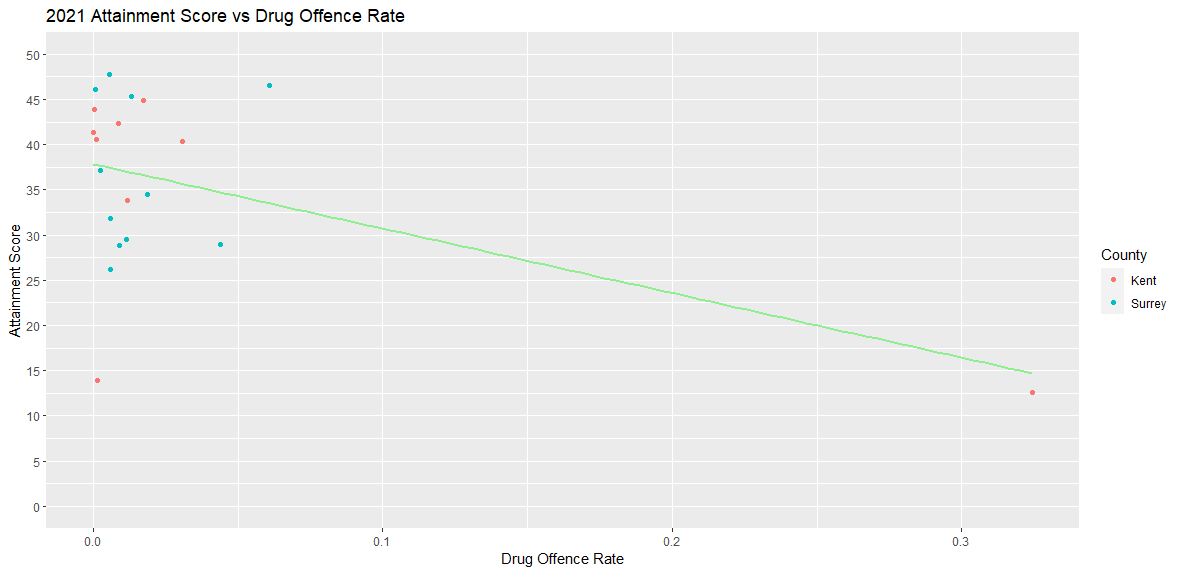 2021 Attainment Score vs Drug Offence Rate
50
45
40
35
30
25
20
15
10
5
0
Attainment Score
0.0
0.1
0.2
0.3
Drug Offence Rate
County
Kent
Surrey